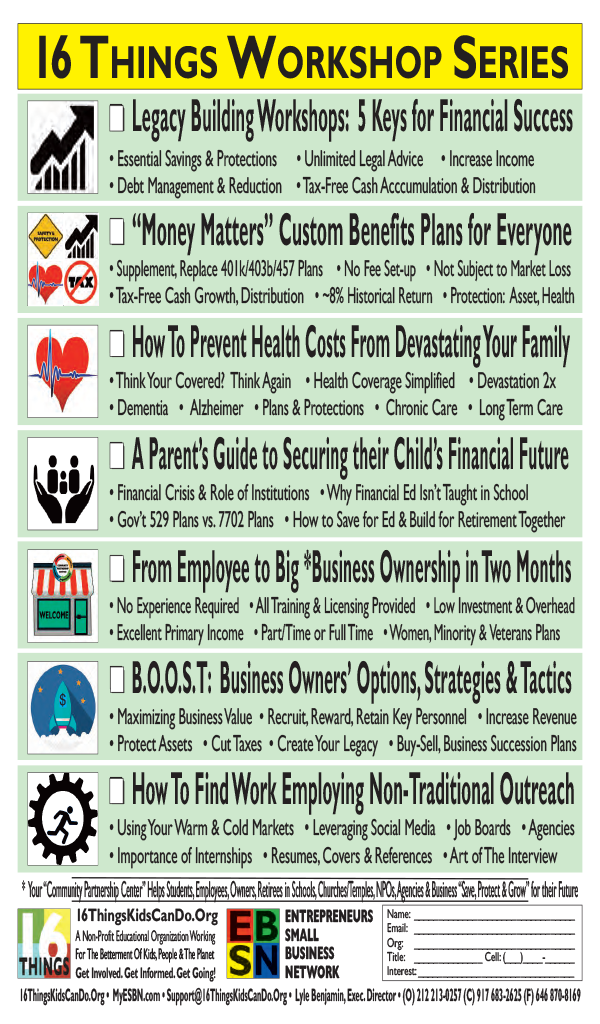 16 THINGS WORKSHOP SERIES
Legacy Building Workshops: 5 Keys for Financial Success
• Essential Savings & Protections • Unlimited Legal Advice • Increase Income
• Debt Management & Reduction • Tax-Free Cash Acccumulation & Distribution
SAFETY & PROTECTION
TAX
“Money Matters” Custom Benefits Plans for Everyone
• Supplement, Replace 401k/403b/457 Plans • No Fee Set-up • Not Subject to Market Loss
• Tax-Free Cash Growth, Distribution • ~8% Historical Return • Protection: Asset, Health
How To Prevent Health Costs From Devastating Your Family
• Think Your Covered? Think Again • Health Coverage Simplified • Devastation 2x
• Dementia • Alzheimer • Plans & Protections • Chronic Care • Long Term Care
A Parent’s Guide to Securing their Child’s Financial Future
• Financial Crisis & Role of Institutions • Why Financial Ed Isn’t Taught in School
• Gov’t 529 Plans vs. 7702 Plans • How to Save for Ed & Build for Retirement Together
WELCOME
From Employee to Big *Business Ownership in Two Months
• No Experience Required • All Training & Licensing Provided • Low Investment & Overhead
• Excellent Primary Income • Part/Time or Full Time • Women, Minority & Veterans Plans
$
B.O.O.S.T: Business Owners’ Options, Strategies & Tactics
• Maximizing Business Value • Recruit, Reward, Retain Key Personnel • Increase Revenue
• Protect Assets • Cut Taxes • Create Your Legacy • Buy-Sell, Business Succession Plans
How To Find Work Employing Non-Traditional Outreach
• Using Your Warm & Cold Markets • Leveraging Social Media • Job Boards • Agencies
• Importance of Internships • Resumes, Covers & References • Art of The Interview
* Your “Community Partnership Center” Helps Students, Employees, Owners, Retirees in Schools, Churches/Temples, NPOs, Agencies & Business “Save, Protect & Grow” for their Future
16 THINGS
16ThingsKidsCanDo.Org
A Non-Profit Educational Organization Working
For The Betterment Of Kids, People & The Planet
Get Involved. Get Informed. Get Going!
EB
SN
ENTREPRENEURS
SMALL
BUSINESS
NETWORK
Name:
Email:
Org:
Title: Cell: (___)____-______
Interest:
16ThingsKidsCanDo.Org • MyESBN.com • Support@16ThingsKidsCanDo.Org • Lyle Benjamin, Exec. Director • (O) 212 213-0257 (C) 917 683-2625 (F) 646 870-8169